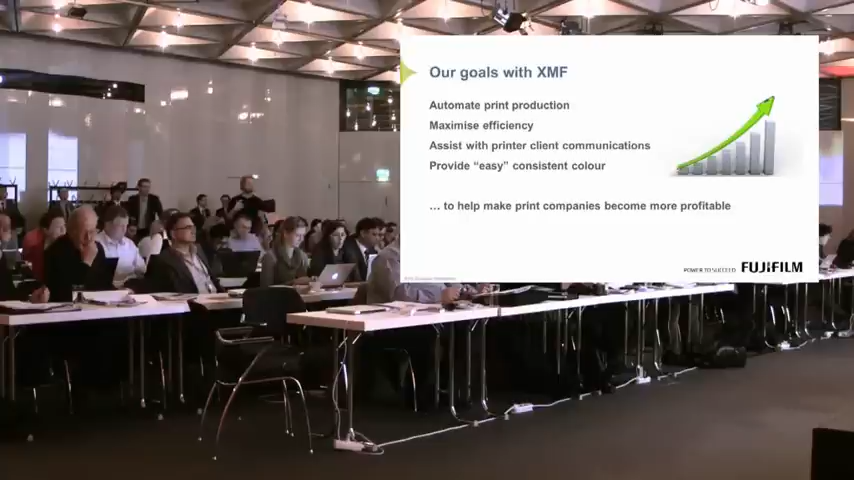 Our goals with XMF
Automate print production
Maximise efficiency
Assist with printer client communications
Provide “easy” consistent colour
... to help make print companies become more profitable
POWER TO SUCCEED FUJIFILM